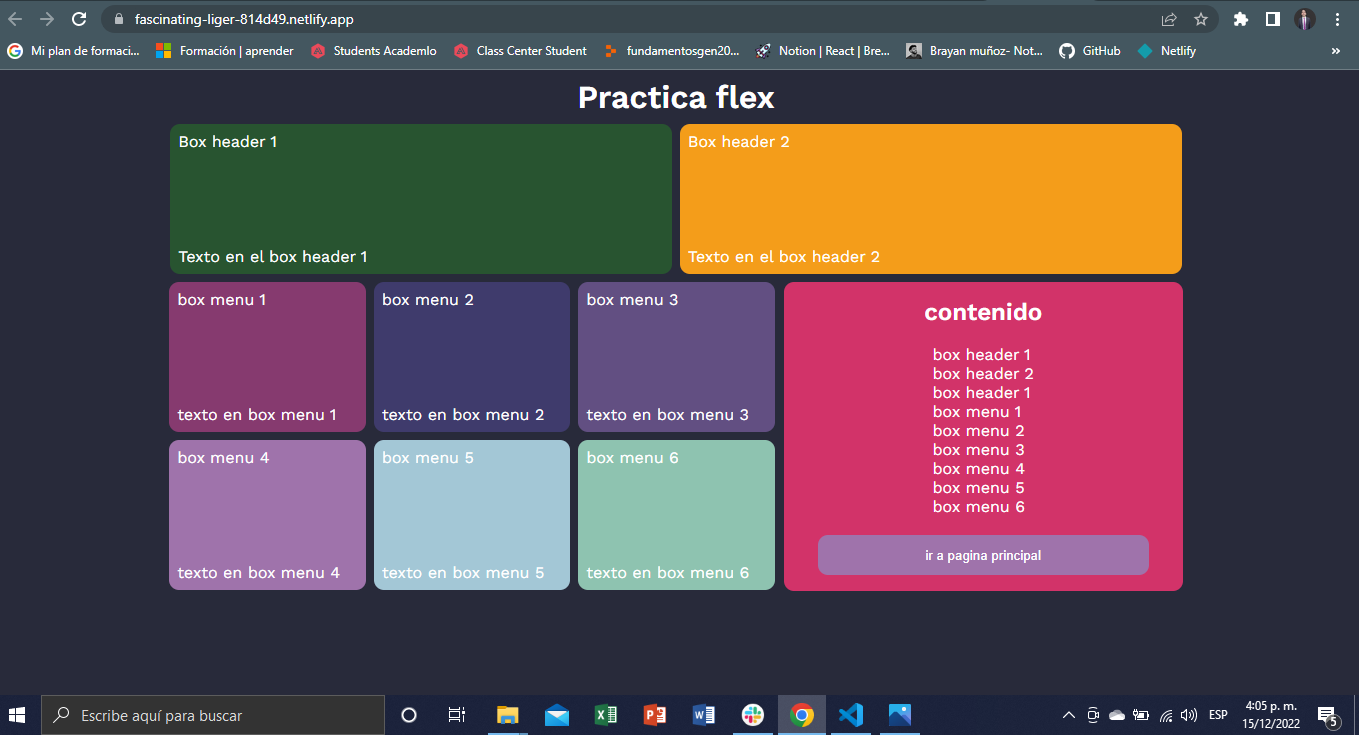 fascinating-liger-814d49.netlify.app
Mi plan de formaci...
Formación | aprender
Students Academlo
Class Center Student
fundamentosgen20...
Notion | React | Bre...
Brayan muñoz- Not...
GitHub
Netlify
»
Practica flex
Box header 1
Texto en el box header 1
Box header 2
Texto en el box header 2
box menu 1
texto en box menu 1
box menu 2
texto en box menu 2
box menu 3
texto en box menu 3
box menu 4
texto en box menu 4
box menu 5
texto en box menu 5
box menu 6
texto en box menu 6
contenido
box header 1
box header 2
box header 1
box menu 1
box menu 2
box menu 3
box menu 4
box menu 5
box menu 6
ir a pagina principal
Escribe aquí para buscar
ESP
4:05 p. m.
15/12/2022
5